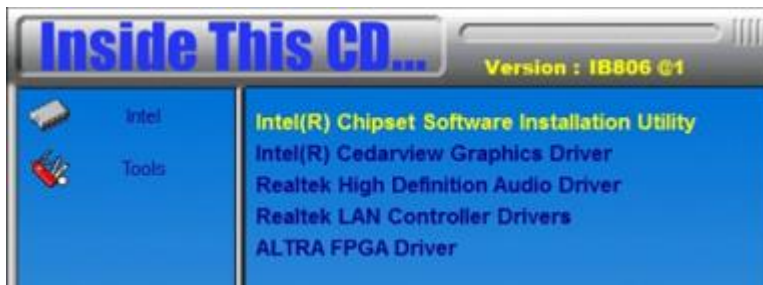 Inside This CD...
Version : IB806 @1
Intel
Tools
Intel(R) Chipset Software Installation Utility
Intel(R) Cedarview Graphics Driver
Realtek High Definition Audio Driver
Realtek LAN Controller Drivers
ALTRA FPGA Driver